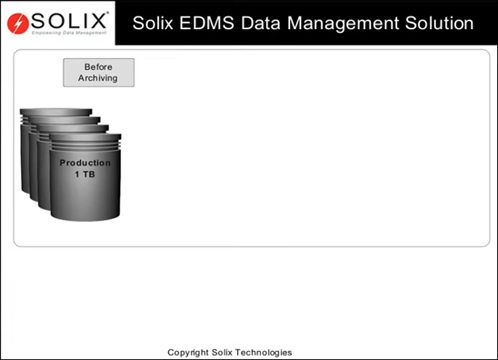 SOLIX®
Empowering Data Management
Solix EDMS Data Management Solution
Before
Archiving
Production
1 TB
Copyright Solix Technologies